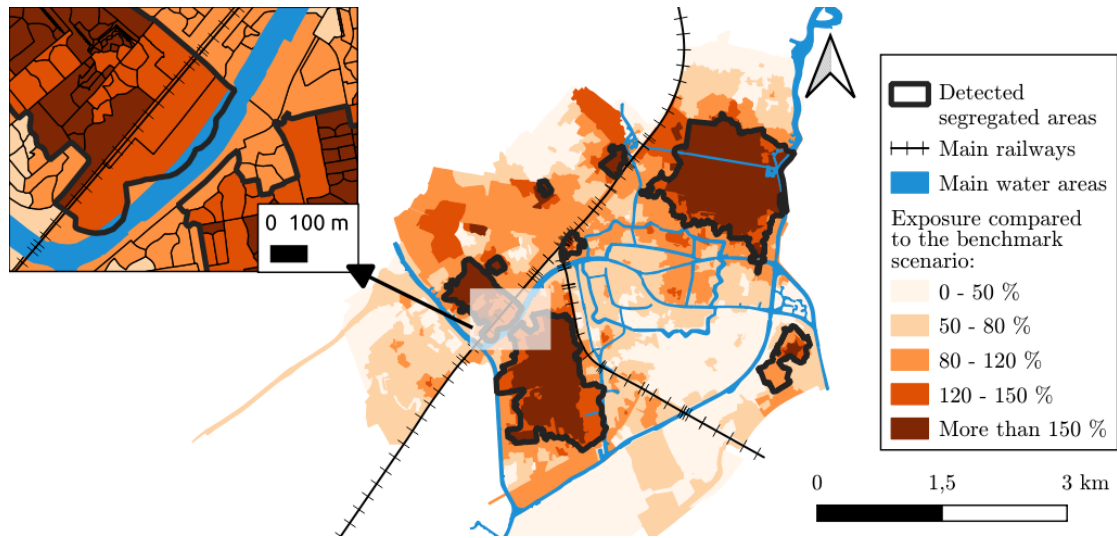 0 100 m
Detected
segregated areas
Main railways
Main water areas
Exposure compared
to the benchmark
scenario:
0 - 50 %
50 - 80 %
80 - 120 %
120 - 150 %
More than 150 %
0 1,5 3 km